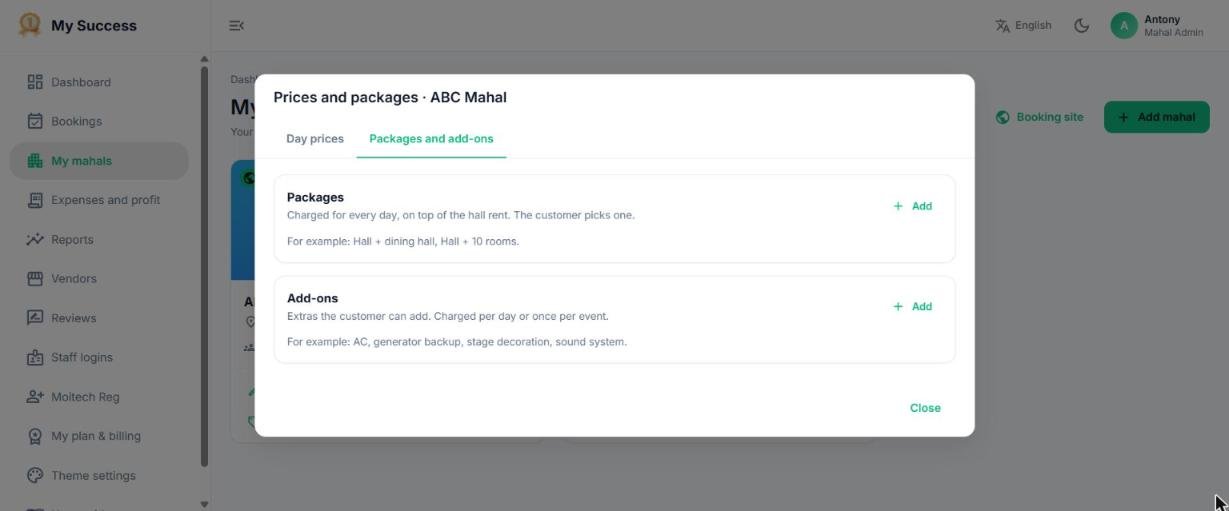 My Success
English
A
Antony
Mahal Admin
Dashboard
Bookings
My mahals
Expenses and profit
Reports
Vendors
Reviews
Staff logins
Moitech Reg
My plan & billing
Theme settings
My
Your
Booking site
+ Add mahal
Prices and packages · ABC Mahal
Day prices
Packages and add-ons
Packages
Charged for every day, on top of the hall rent. The customer picks one.
For example: Hall + dining hall, Hall + 10 rooms.
+ Add
Add-ons
Extras the customer can add. Charged per day or once per event.
For example: AC, generator backup, stage decoration, sound system.
+ Add
Close